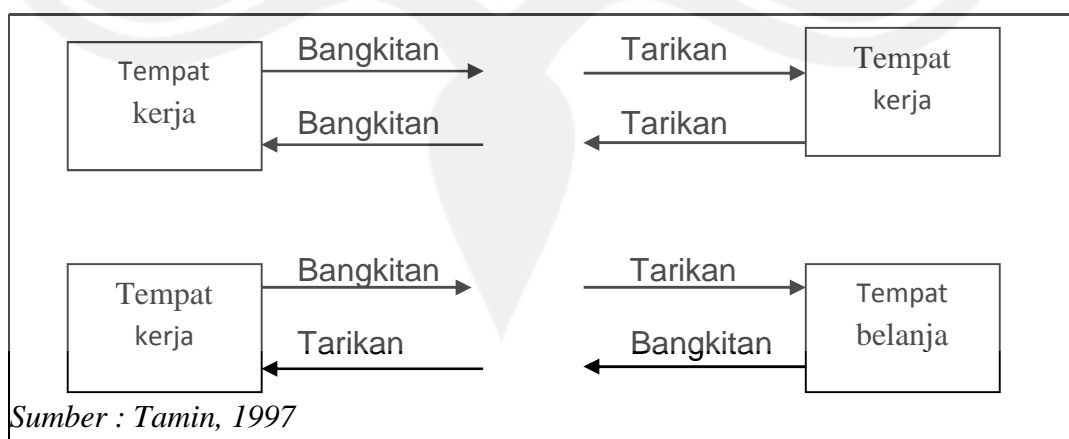 Bangkitan
Tarikan
Tempat
kerja
Tempat
kerja
Bangkitan
Tarikan
Bangkitan
Tarikan
Tempat
kerja
Tempat
belanja
Tarikan
Bangkitan
Sumber : Tamin, 1997